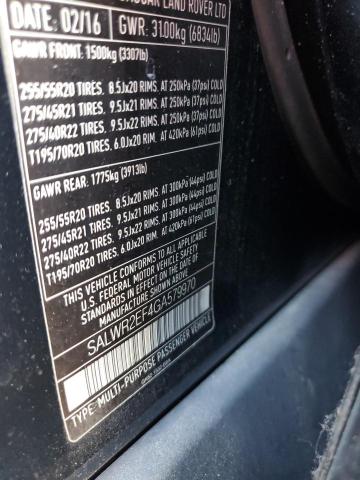 JAGUAR LAND ROVER LTD
DATE: 02/16 GWR: 3100kg (6834lb)
GAWR FRONT: 1500kg (3307lb)
255/55R20 TIRES. 8.5Jx20 RIMS. AT 250kPa (37psi) COLD
275/45R21 TIRES. 9.5Jx21 RIMS. AT 250kPa (37psi) COLD
275/40R22 TIRES. 9.5Jx22 RIMS. AT 250kPa (37psi) COLD
T195/70R20 TIRES. 6.0Jx20 RIM. AT 420kPa (61psi) COLD
GAWR REAR: 1775kg (3913lb)
255/55R20 TIRES. 8.5Jx20 RIMS. AT 300kPa (44psi) COLD
275/45R21 TIRES. 9.5Jx21 RIMS. AT 300kPa (44psi) COLD
275/40R22 TIRES. 9.5Jx22 RIMS. AT 300kPa (44psi) COLD
T195/70R20 TIRES. 6.0Jx20 RIM. AT 420kPa (61psi) COLD
THIS VEHICLE CONFORMS TO ALL APPLICABLE
U.S. FEDERAL MOTOR VEHICLE SAFETY STANDARDS
IN EFFECT ON THE DATE OF MANUFACTURE SHOWN ABOVE.
SALWR2EF4GA579970
TYPE: MULTI-PURPOSE PASSENGER VEHICLE